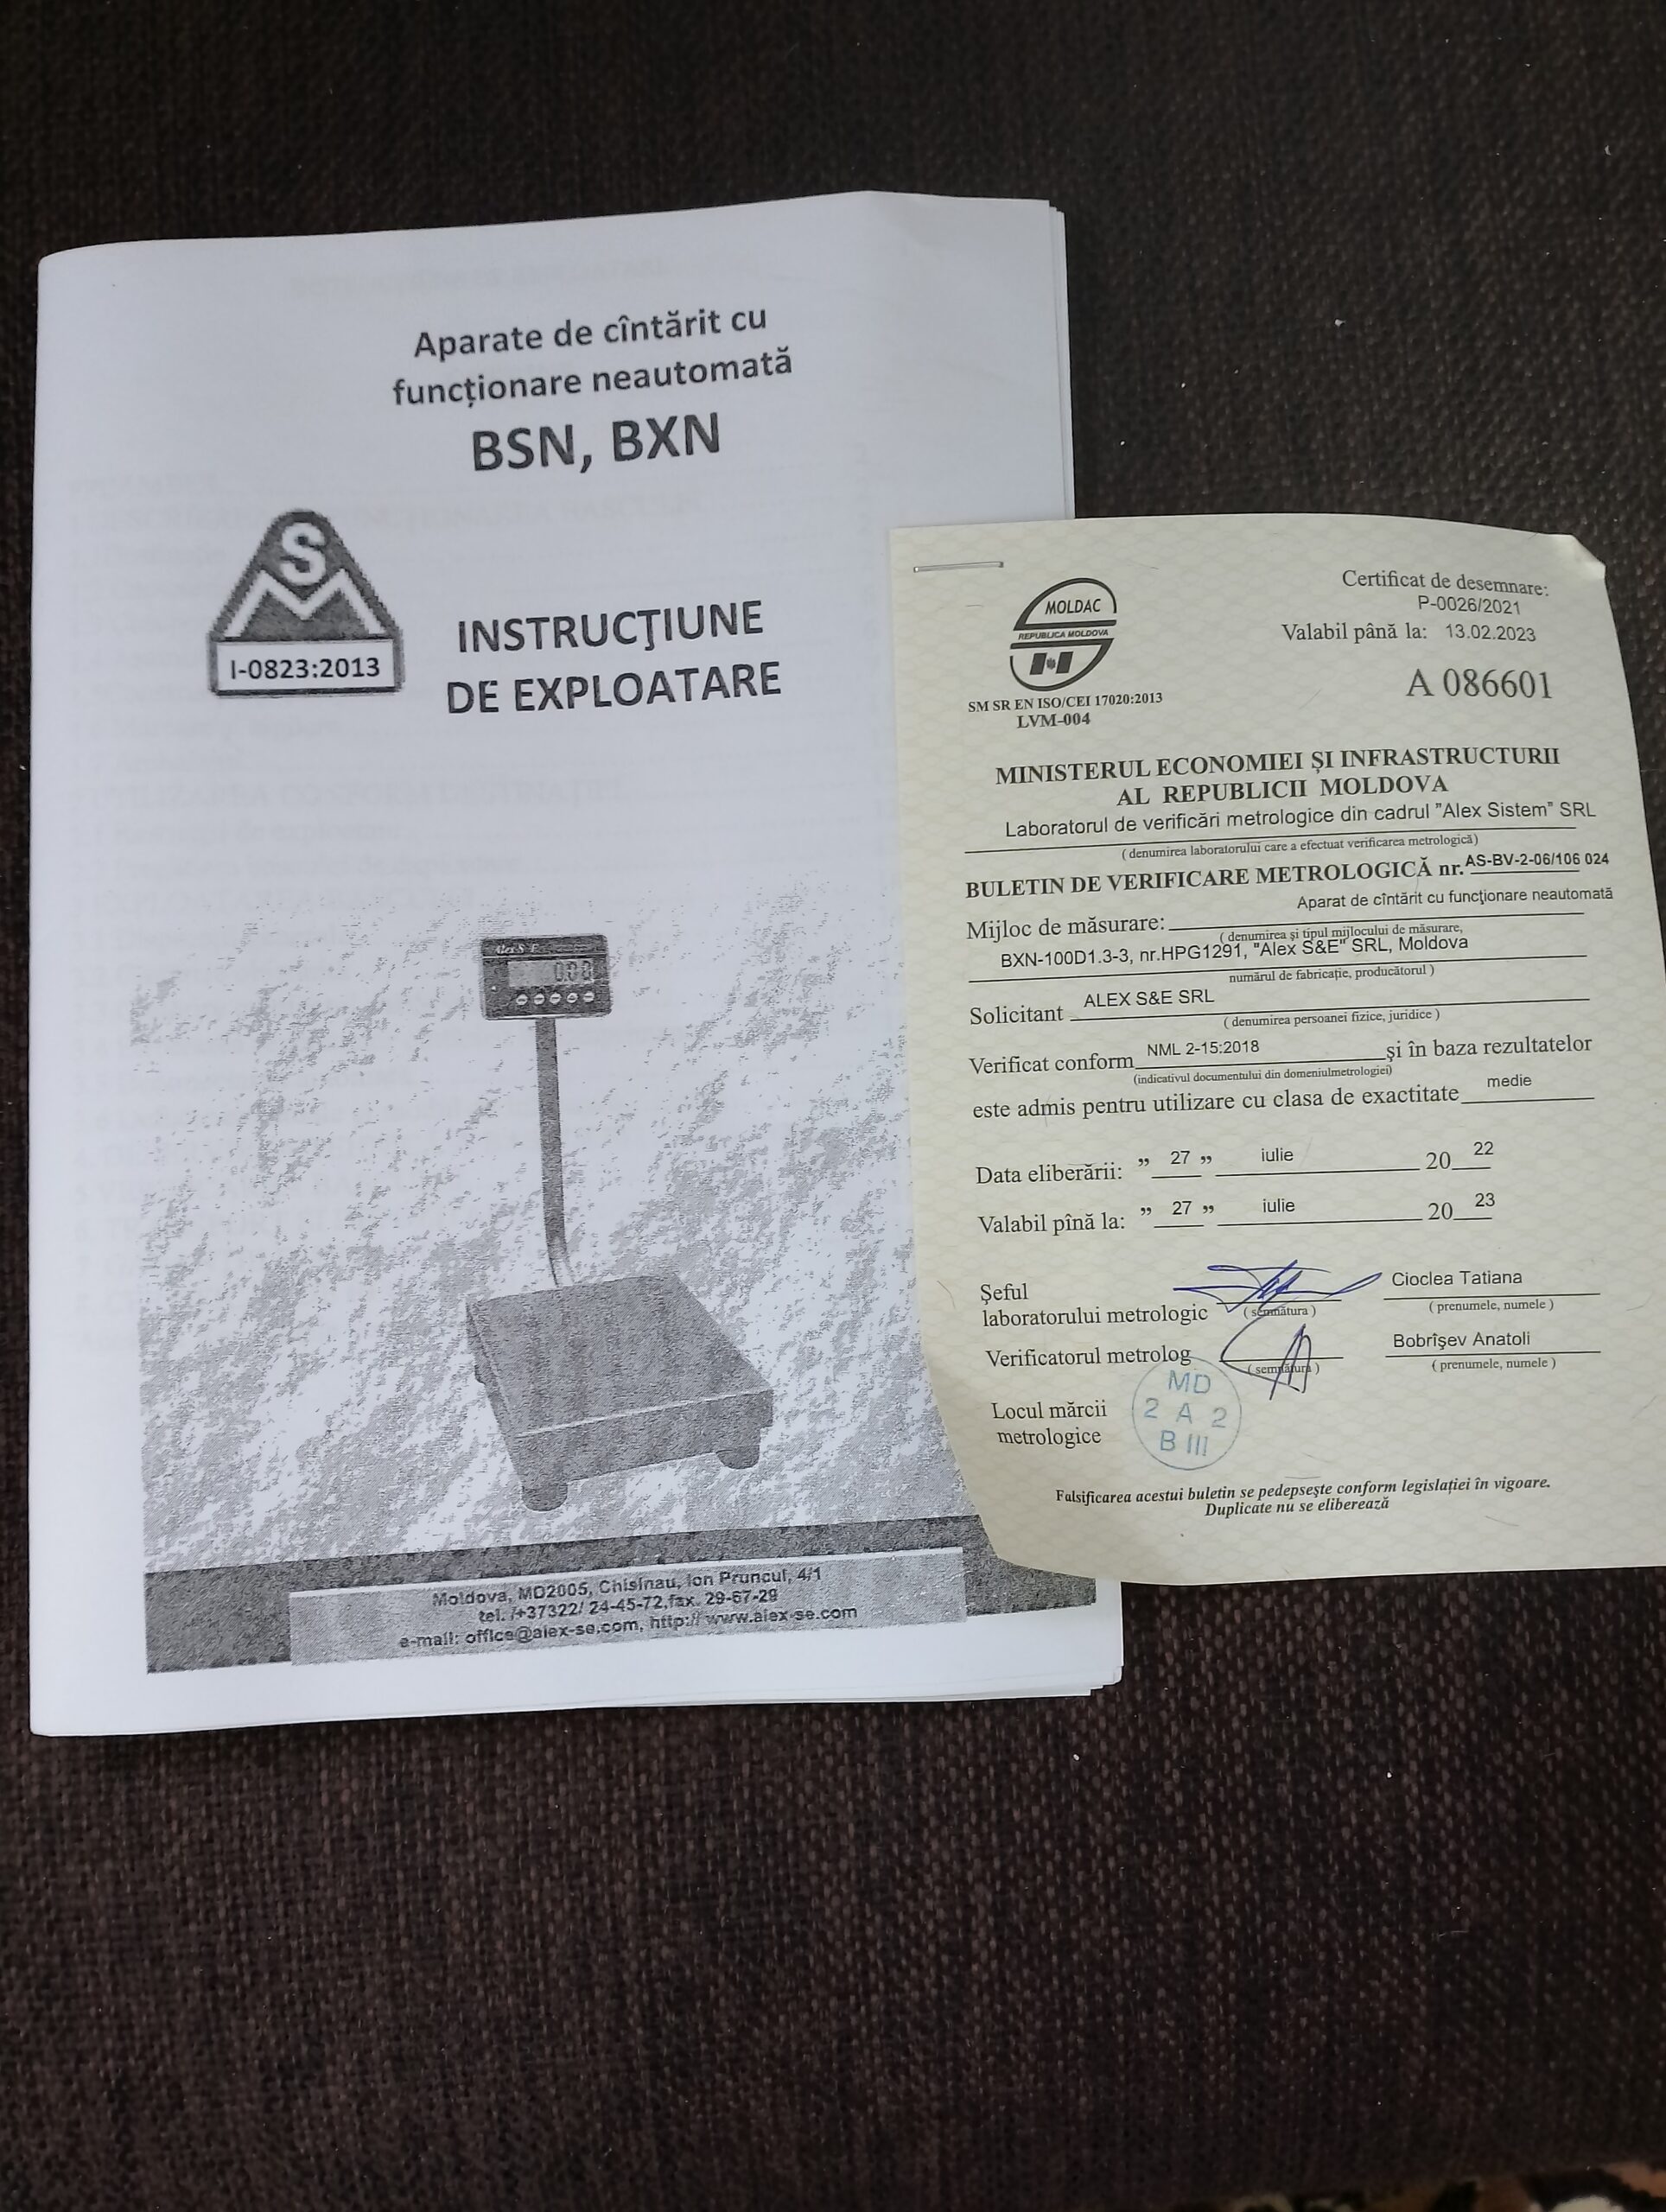 Aparate de cîntărit cu
funcționare neautomată
BSN, BXN
S
M
I-0823:2013
INSTRUCŢIUNE
DE EXPLOATARE
0.00
Moldova, MD2005, Chisinau, Ion Pruncul, 4/1
tel. /+37322/ 24-45-72,fax. 29-67-29
e-mail: office@alex-se.com, http:// www.alex-se.com
MOLDAC
REPUBLICA MOLDOVA
SM SR EN ISO/CEI 17020:2013
LVM-004
Certificat de desemnare:
P-0026/2021
Valabil până la: 13.02.2023
A 086601
MINISTERUL ECONOMIEI ȘI INFRASTRUCTURII
AL REPUBLICII MOLDOVA
Laboratorul de verificări metrologice din cadrul "Alex Sistem" SRL
( denumirea laboratorului care a efectuat verificarea metrologică)
BULETIN DE VERIFICARE METROLOGICĂ nr. AS-BV-2-06/106 024
Aparat de cîntărit cu funcţionare neautomată
Mijloc de măsurare:
( denumirea şi tipul mijlocului de măsurare,
BXN-100D1.3-3, nr.HPG1291, "Alex S&E" SRL, Moldova
numărul de fabricaţie, producătorul )
Solicitant ALEX S&E SRL
( denumirea persoanei fizice, juridice )
Verificat conform NML 2-15:2018 şi în baza rezultatelor
(indicativul documentului din domeniulmetrologiei)
este admis pentru utilizare cu clasa de exactitate medie
Data eliberării: " 27 " iulie 20 22
Valabil pînă la: " 27 " iulie 20 23
Şeful
laboratorului metrologic
( semnătura )
Cioclea Tatiana
( prenumele, numele )
Verificatorul metrolog
( semnătura )
Bobrîşev Anatoli
( prenumele, numele )
Locul mărcii
metrologice
MD
2 A 2
B III
Falsificarea acestui buletin se pedepseşte conform legislaţiei în vigoare.
Duplicate nu se eliberează